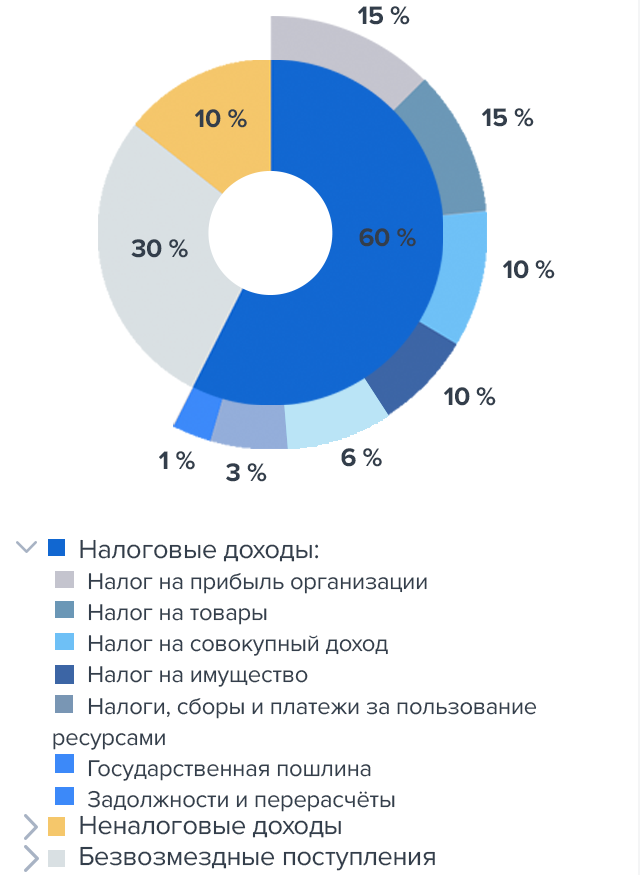 15 %
15 %
10 %
60 %
30 %
10 %
10 %
6 %
1 %
3 %
Налоговые доходы:
Налог на прибыль организации
Налог на товары
Налог на совокупный доход
Налог на имущество
Налоги, сборы и платежи за пользование
ресурсами
Государственная пошлина
Задолжности и перерасчёты
Неналоговые доходы
Безвозмездные поступления